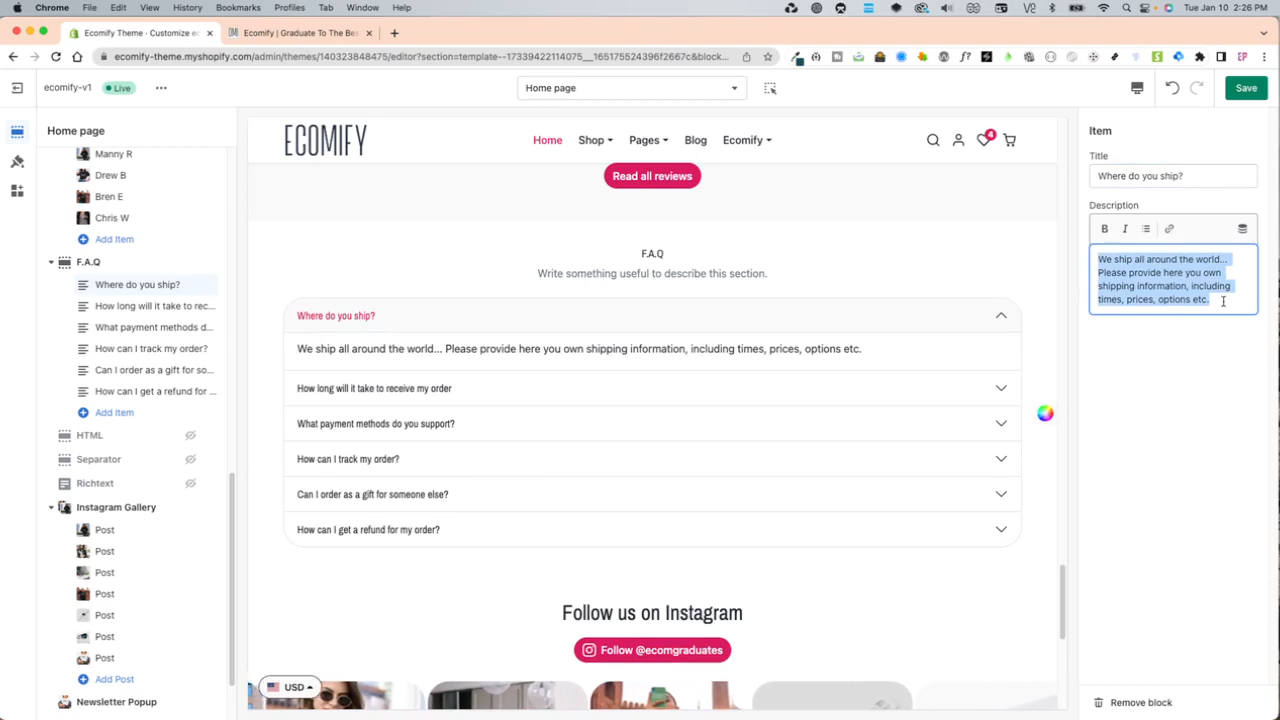 Chrome File Edit View History Bookmarks Profiles Tab Window Help Tue Jan 10 2:26 PM
Ecomify Theme · Customize ec
Ecomify | Graduate To The Bes
ecomify-theme.myshopify.com/admin/themes/140323848475/editor?section=template--17339422114075__165175524396f2667c&block...
ecomify-v1 Live
Home page
Save
Home page
Manny R
Drew B
Bren E
Chris W
Add Item
F.A.Q
Where do you ship?
How long will it take to rec...
What payment methods d...
How can I track my order?
Can I order as a gift for so...
How can I get a refund for ...
Add Item
HTML
Separator
Richtext
Instagram Gallery
Post
Post
Post
Post
Post
Post
Post
Add Post
Newsletter Popup
ECOMIFY
Home Shop Pages Blog Ecomify
4
Read all reviews
F.A.Q
Write something useful to describe this section.
Where do you ship?
We ship all around the world... Please provide here you own shipping information, including times, prices, options etc.
How long will it take to receive my order
What payment methods do you support?
How can I track my order?
Can I order as a gift for someone else?
How can I get a refund for my order?
Follow us on Instagram
Follow @ecomgraduates
USD
Item
Title
Where do you ship?
Description
B I
We ship all around the world...
Please provide here you own
shipping information, including
times, prices, options etc.
Remove block